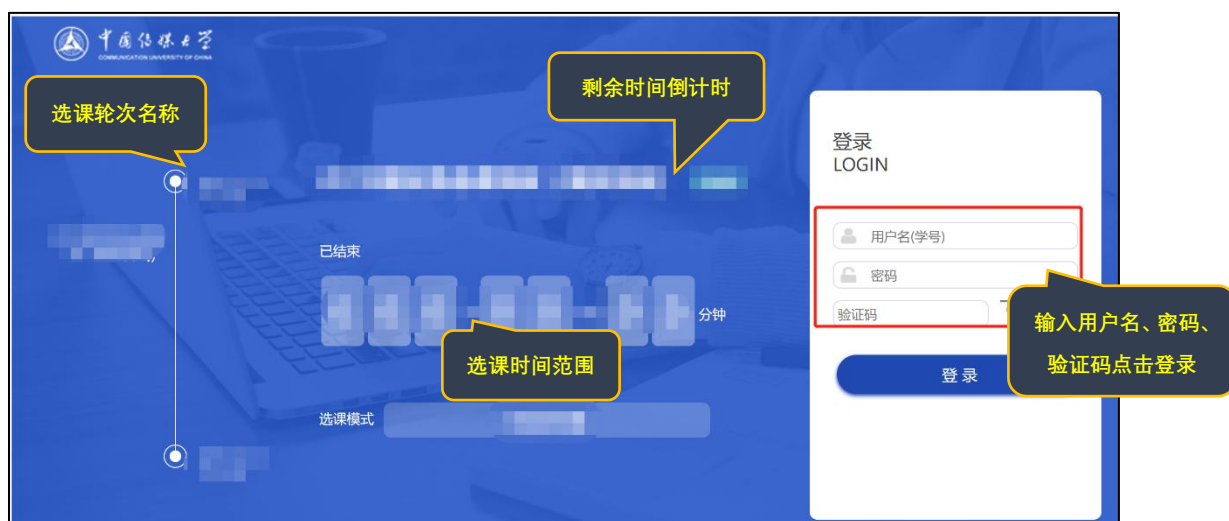 中国传媒大学
COMMUNICATION UNIVERSITY OF CHINA
选课轮次名称
剩余时间倒计时
已结束
分钟
选课时间范围
选课模式
登录
LOGIN
用户名(学号)
密码
验证码
输入用户名、密码、
验证码点击登录
登录